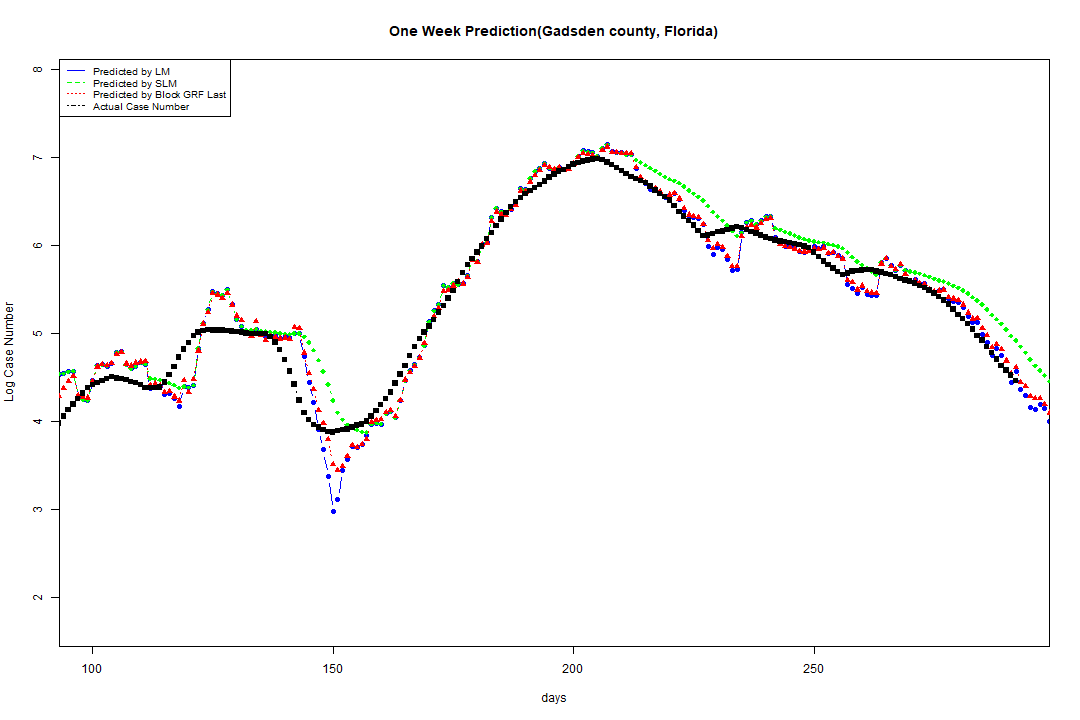 One Week Prediction(Gadsden county, Florida)
Predicted by LM
Predicted by SLM
Predicted by Block GRF Last
Actual Case Number
8
7
6
5
4
3
2
Log Case Number
100
150
200
250
days